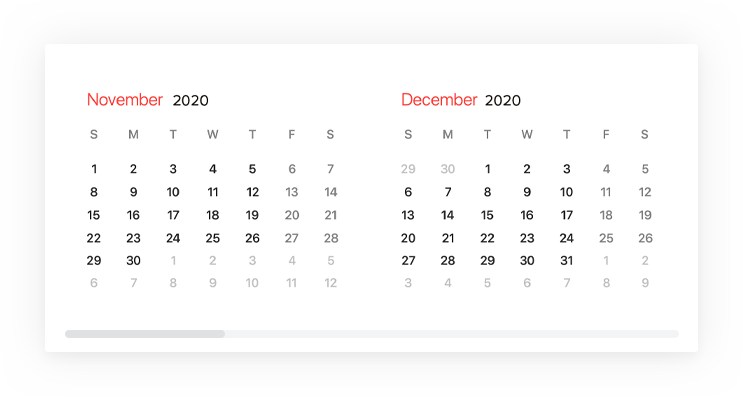 November 2020
S M T W T F S
1 2 3 4 5 6 7
8 9 10 11 12 13 14
15 16 17 18 19 20 21
22 23 24 25 26 27 28
29 30 1 2 3 4 5
6 7 8 9 10 11 12
December 2020
S M T W T F S
29 30 1 2 3 4 5
6 7 8 9 10 11 12
13 14 15 16 17 18 19
20 21 22 23 24 25 26
27 28 29 30 31 1 2
3 4 5 6 7 8 9